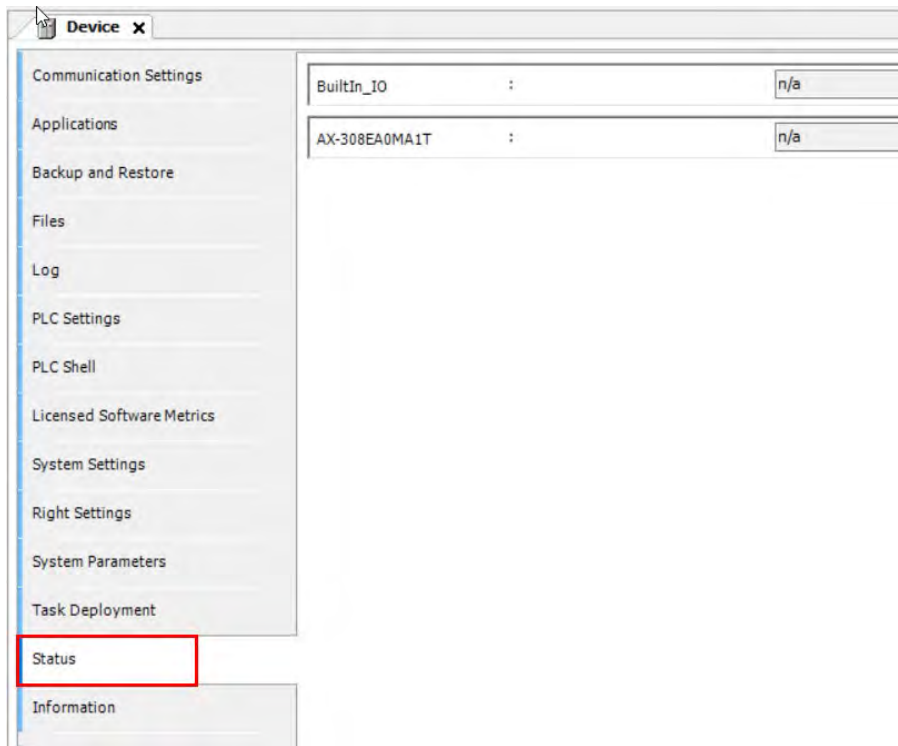 Device
Communication Settings
Applications
Backup and Restore
Files
Log
PLC Settings
PLC Shell
Licensed Software Metrics
System Settings
Right Settings
System Parameters
Task Deployment
Status
Information
BuiltIn_IO : n/a
AX-308EA0MA1T : n/a